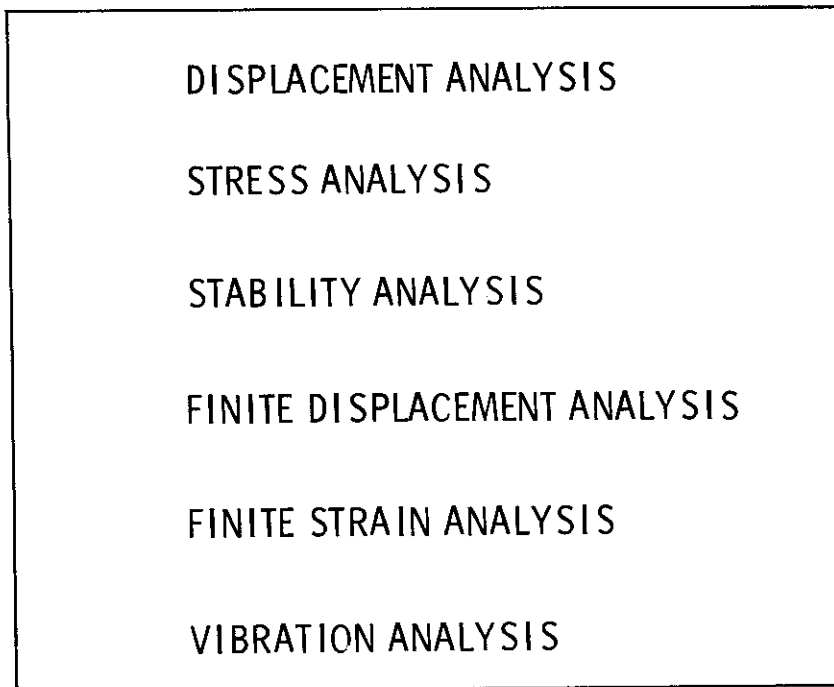 DISPLACEMENT ANALYSIS
STRESS ANALYSIS
STABILITY ANALYSIS
FINITE DISPLACEMENT ANALYSIS
FINITE STRAIN ANALYSIS
VIBRATION ANALYSIS